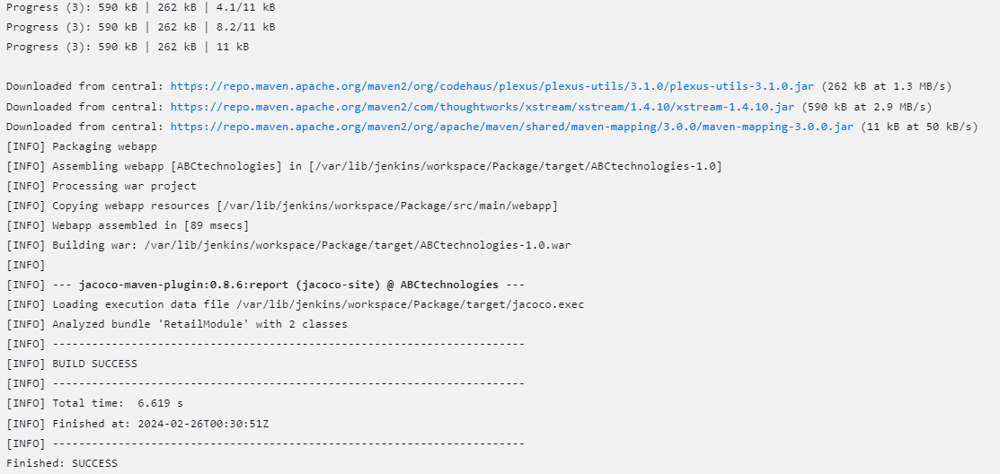 Progress (3): 590 kB | 262 kB | 4.1/11 kB
Progress (3): 590 kB | 262 kB | 8.2/11 kB
Progress (3): 590 kB | 262 kB | 11 kB
Downloaded from central: https://repo.maven.apache.org/maven2/org/codehaus/plexus/plexus-utils/3.1.0/plexus-utils-3.1.0.jar (262 kB at 1.3 MB/s)
Downloaded from central: https://repo.maven.apache.org/maven2/com/thoughtworks/xstream/xstream/1.4.10/xstream-1.4.10.jar (590 kB at 2.9 MB/s)
Downloaded from central: https://repo.maven.apache.org/maven2/org/apache/maven/shared/maven-mapping/3.0.0/maven-mapping-3.0.0.jar (11 kB at 50 kB/s)
[INFO] Packaging webapp
[INFO] Assembling webapp [ABCtechnologies] in [/var/lib/jenkins/workspace/Package/target/ABCtechnologies-1.0]
[INFO] Processing war project
[INFO] Copying webapp resources [/var/lib/jenkins/workspace/Package/src/main/webapp]
[INFO] Webapp assembled in [89 msecs]
[INFO] Building war: /var/lib/jenkins/workspace/Package/target/ABCtechnologies-1.0.war
[INFO]
[INFO] --- jacoco-maven-plugin:0.8.6:report (jacoco-site) @ ABCtechnologies ---
[INFO] Loading execution data file /var/lib/jenkins/workspace/Package/target/jacoco.exec
[INFO] Analyzed bundle 'RetailModule' with 2 classes
[INFO] ------------------------------------------------------------------------
[INFO] BUILD SUCCESS
[INFO] ------------------------------------------------------------------------
[INFO] Total time:  6.619 s
[INFO] Finished at: 2024-02-26T00:30:51Z
[INFO] ------------------------------------------------------------------------
Finished: SUCCESS